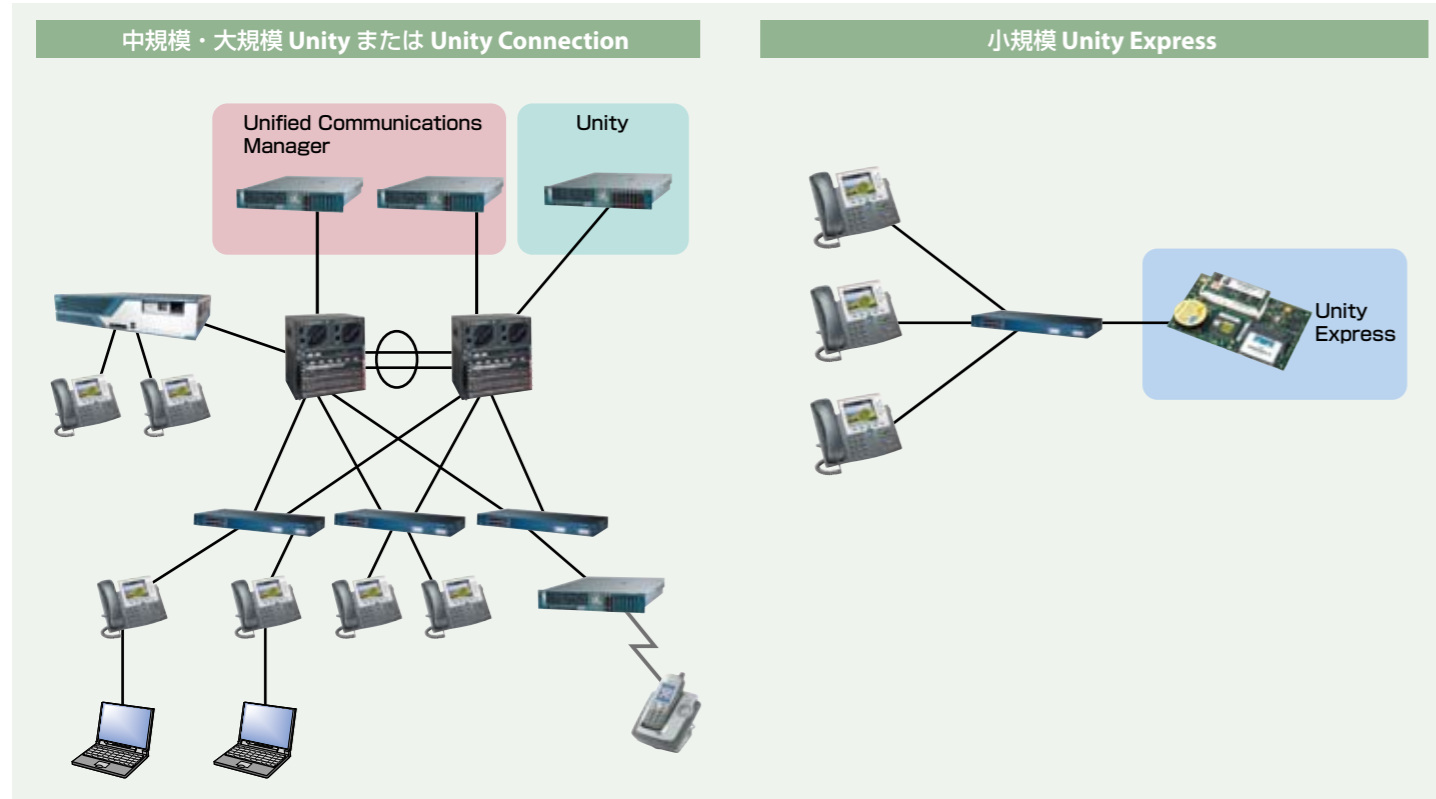 中規模・大規模 Unity または Unity Connection
小規模 Unity Express
Unified Communications
Manager
Unity
Unity
Express